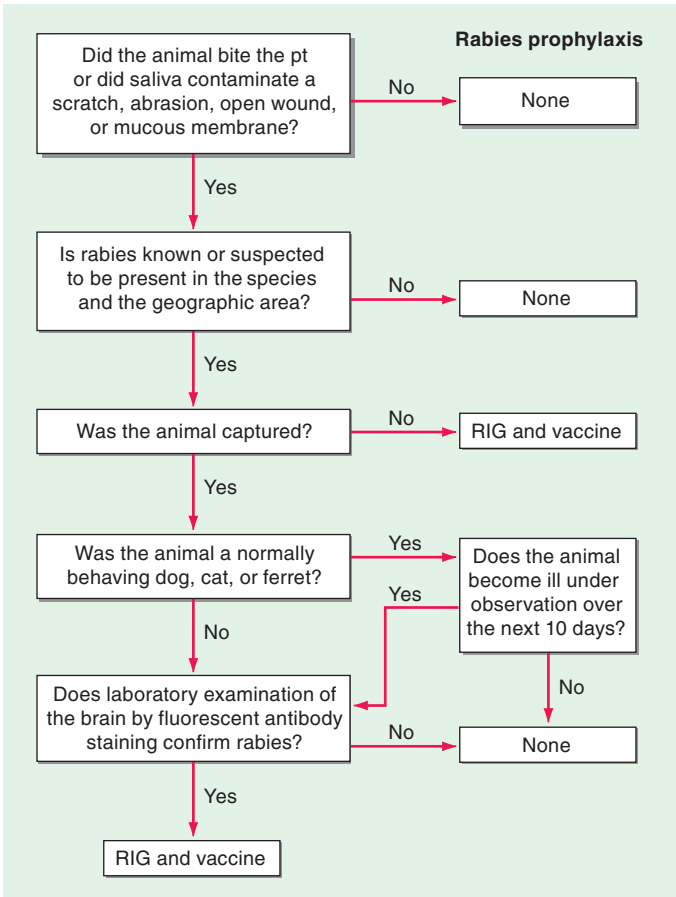 Rabies prophylaxis
Did the animal bite the pt
or did saliva contaminate a
scratch, abrasion, open wound,
or mucous membrane?
No
None
Yes
Is rabies known or suspected
to be present in the species
and the geographic area?
No
None
Yes
Was the animal captured?
No
RIG and vaccine
Yes
Was the animal a normally
behaving dog, cat, or ferret?
Yes
Does the animal
become ill under
observation over
the next 10 days?
Yes
No
No
Does laboratory examination of
the brain by fluorescent antibody
staining confirm rabies?
No
None
Yes
RIG and vaccine